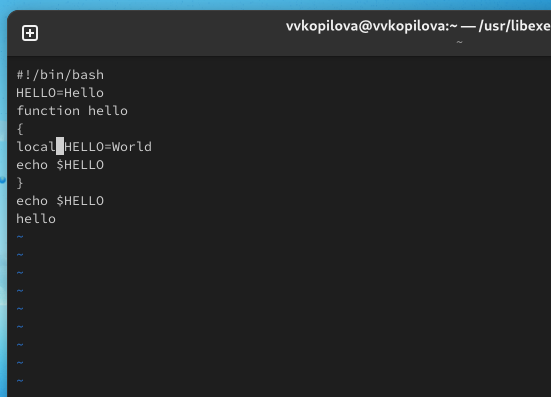 vvkopilova@vvkopilova:~ — /usr/libexe
~
#!/bin/bash
HELLO=Hello
function hello
{
local HELLO=World
echo $HELLO
}
echo $HELLO
hello
~
~
~
~
~
~
~
~
~